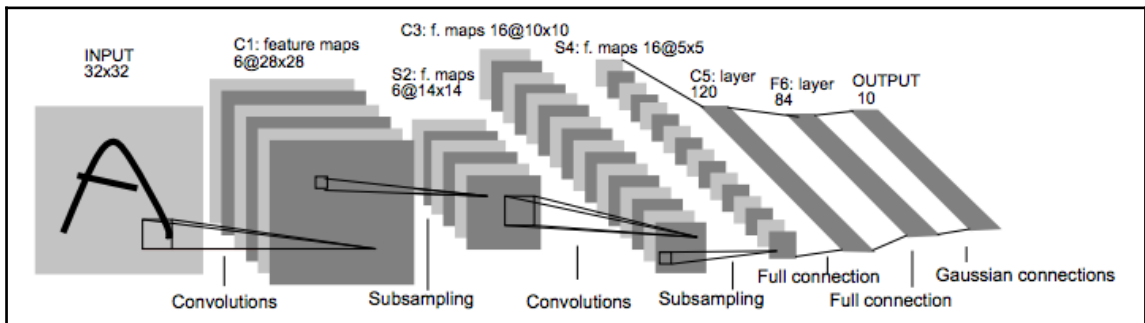 INPUT
32x32
C1: feature maps
6@28x28
S2: f. maps
6@14x14
C3: f. maps 16@10x10
S4: f. maps 16@5x5
C5: layer
120
F6: layer
84
OUTPUT
10
Convolutions
Subsampling
Convolutions
Subsampling
Full connection
Full connection
Gaussian connections